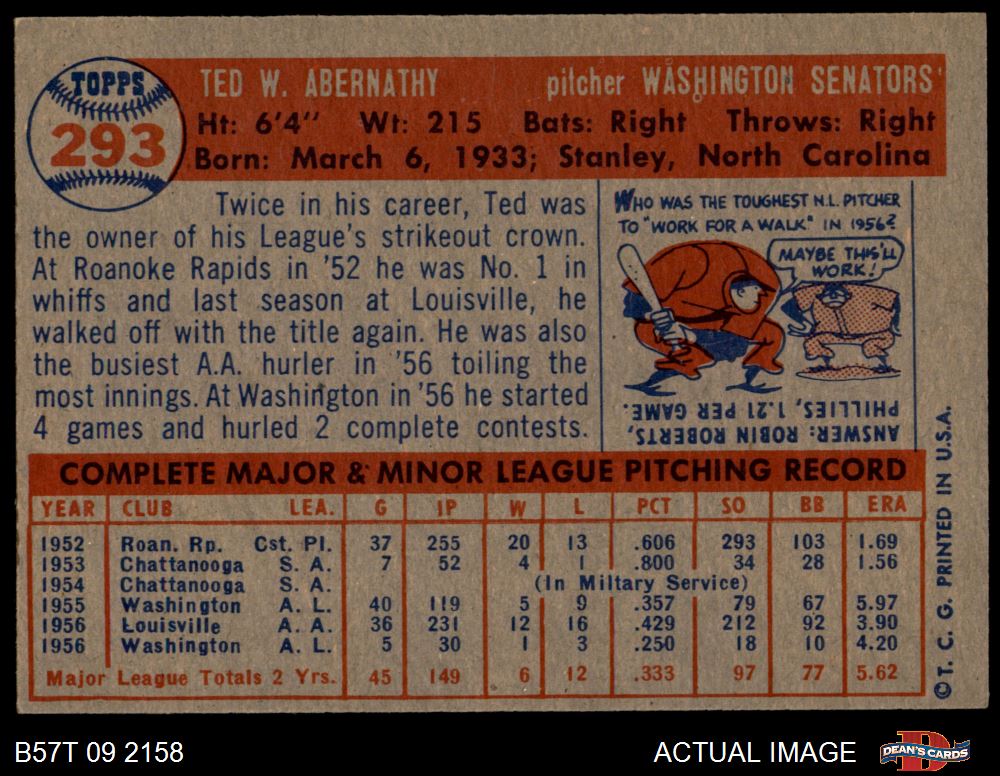 TOPPS
293
TED W. ABERNATHY pitcher WASHINGTON SENATORS
Ht: 6'4" Wt: 215 Bats: Right Throws: Right
Born: March 6, 1933; Stanley, North Carolina
Twice in his career, Ted was
the owner of his League's strikeout crown.
At Roanoke Rapids in '52 he was No. 1 in
whiffs and last season at Louisville, he
walked off with the title again. He was also
the busiest A.A. hurler in '56 toiling the
most innings. At Washington in '56 he started
4 games and hurled 2 complete contests.
WHO WAS THE TOUGHEST N.L. PITCHER
TO "WORK FOR A WALK" IN 1956?
MAYBE THIS'LL
WORK!
ANSWER: ROBIN ROBERTS,
PHILLIES, 1.21 PER GAME.
COMPLETE MAJOR & MINOR LEAGUE PITCHING RECORD
YEAR CLUB LEA. G IP W L PCT SO BB ERA
1952 Roan. Rp. Cst. Pl. 37 255 20 13 .606 293 103 1.69
1953 Chattanooga S. A. 7 52 4 1 .800 34 28 1.56
1954 Chattanooga S. A. (In Military Service)
1955 Washington A. L. 40 119 5 9 .357 79 67 5.97
1956 Louisville A. A. 36 231 12 16 .429 212 92 3.90
1956 Washington A. L. 5 30 1 3 .250 18 10 4.20
Major League Totals 2 Yrs. 45 149 6 12 .333 97 77 5.62
© T. C. G. PRINTED IN U.S.A.
B57T 09 2158 ACTUAL IMAGE DEAN'S CARDS